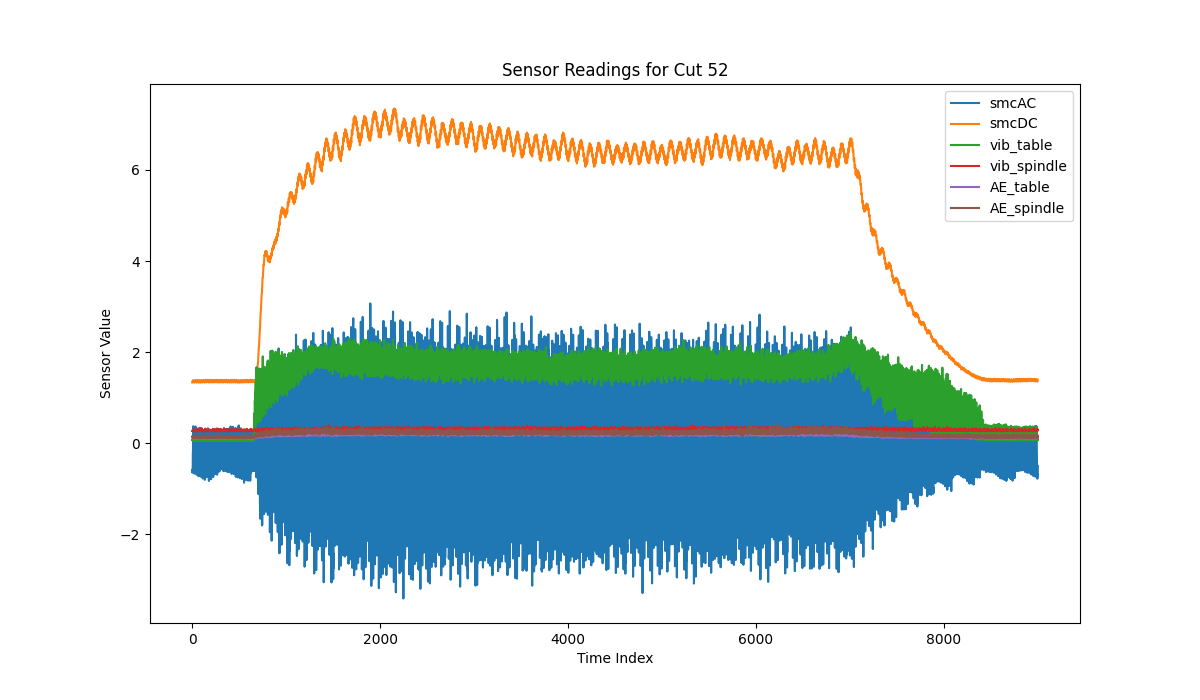 Sensor Readings for Cut 52
smcAC
smcDC
vib_table
vib_spindle
AE_table
AE_spindle
6
4
2
0
−2
Sensor Value
0 2000 4000 6000 8000
Time Index